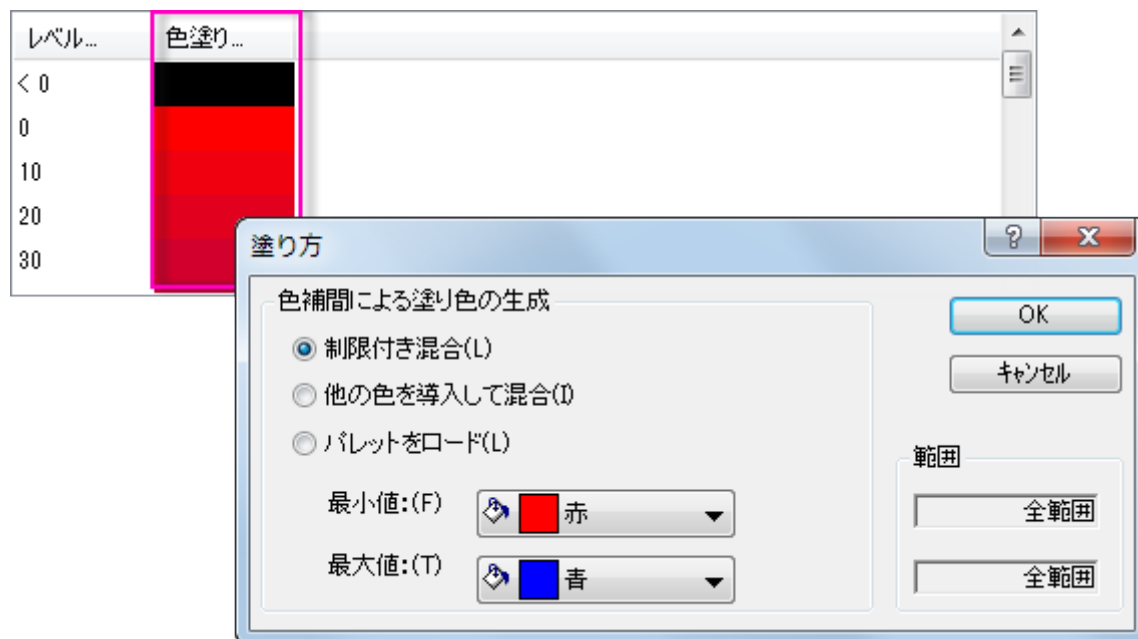 レベル... 色塗り...
< 0
0
10
20
30
塗り方
色補間による塗り色の生成
制限付き混合(L)
他の色を導入して混合(I)
パレットをロード(L)
最小値:(F) 赤
最大値:(T) 青
OK
キャンセル
範囲
全範囲
全範囲